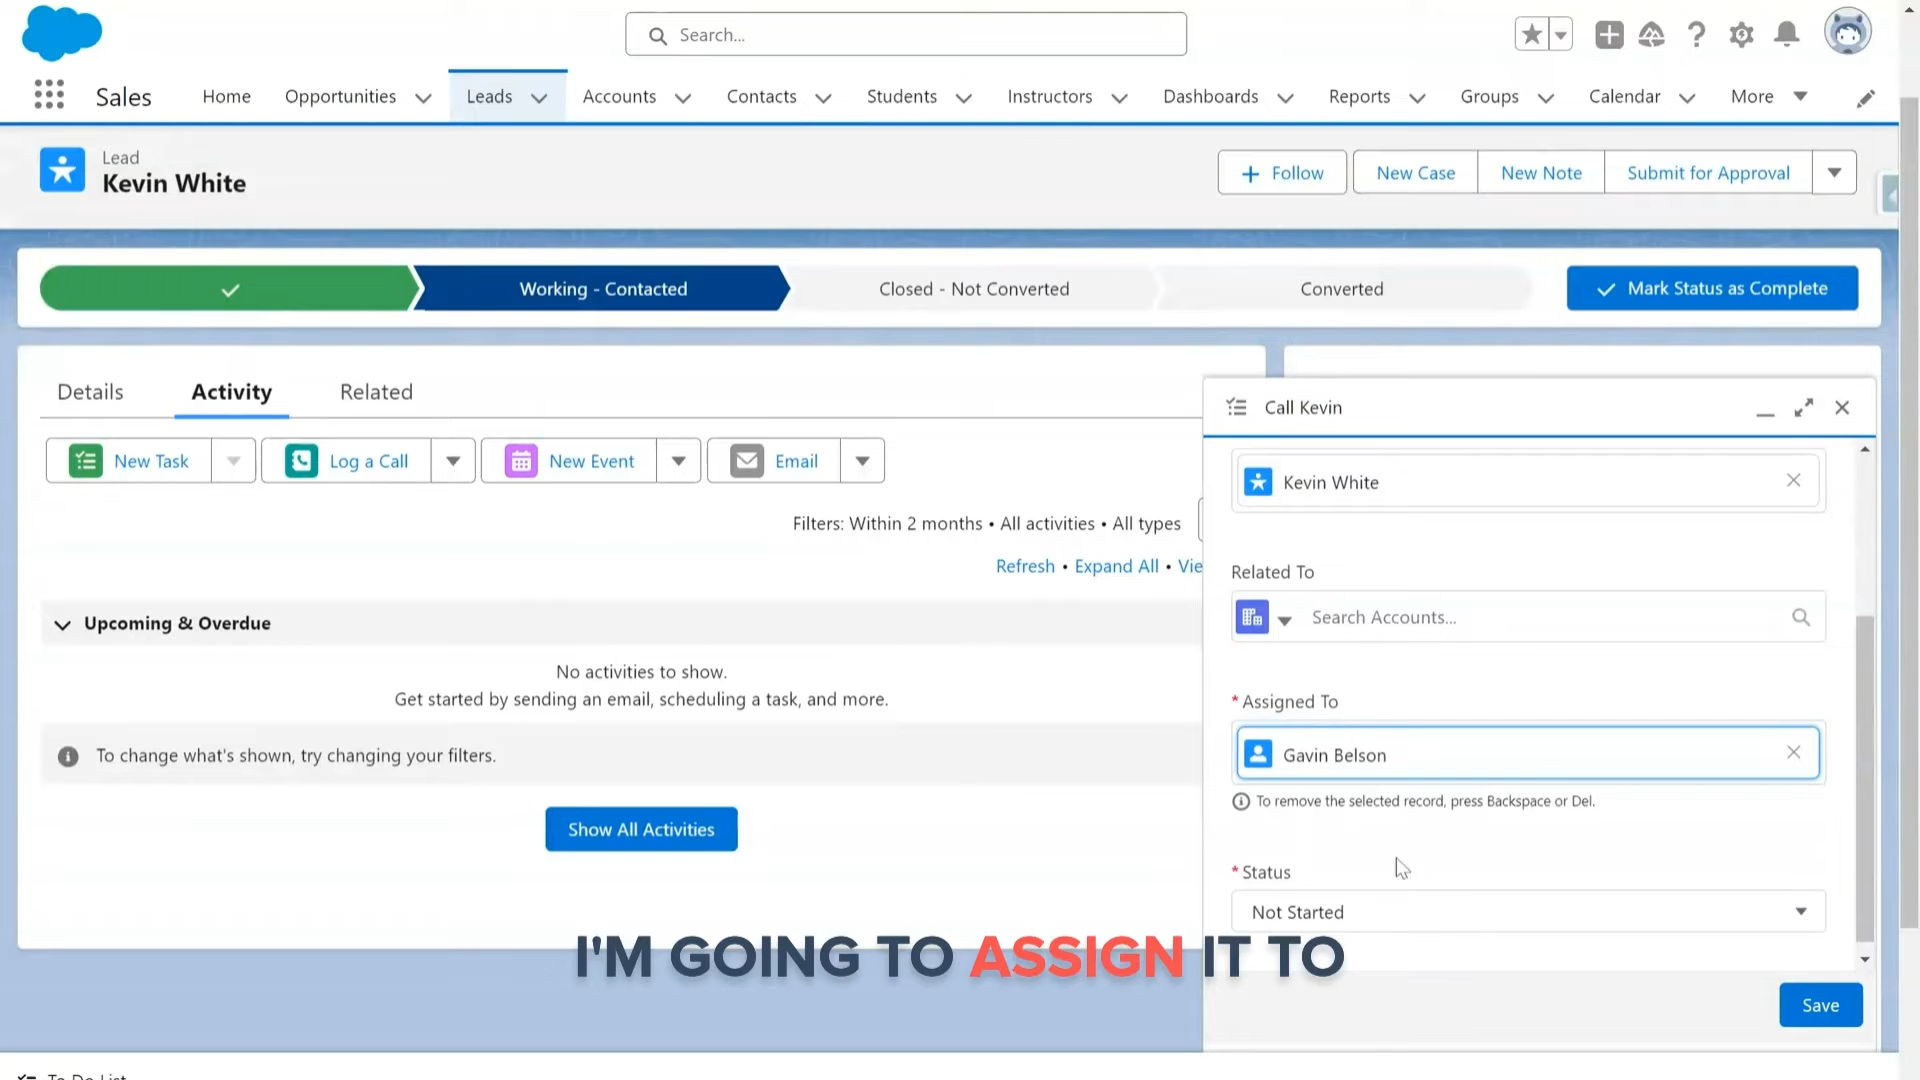 Search...
Sales
Home
Opportunities
Leads
Accounts
Contacts
Students
Instructors
Dashboards
Reports
Groups
Calendar
More
Lead
Kevin White
Follow
New Case
New Note
Submit for Approval
Working - Contacted
Closed - Not Converted
Converted
Mark Status as Complete
Details
Activity
Related
New Task
Log a Call
New Event
Email
Filters: Within 2 months • All activities • All types
Refresh • Expand All • Vie
Upcoming & Overdue
No activities to show.
Get started by sending an email, scheduling a task, and more.
To change what's shown, try changing your filters.
Show All Activities
Call Kevin
Kevin White
Related To
Search Accounts...
*Assigned To
Gavin Belson
To remove the selected record, press Backspace or Del.
*Status
Not Started
I'M GOING TO ASSIGN IT TO
Save
To Do List